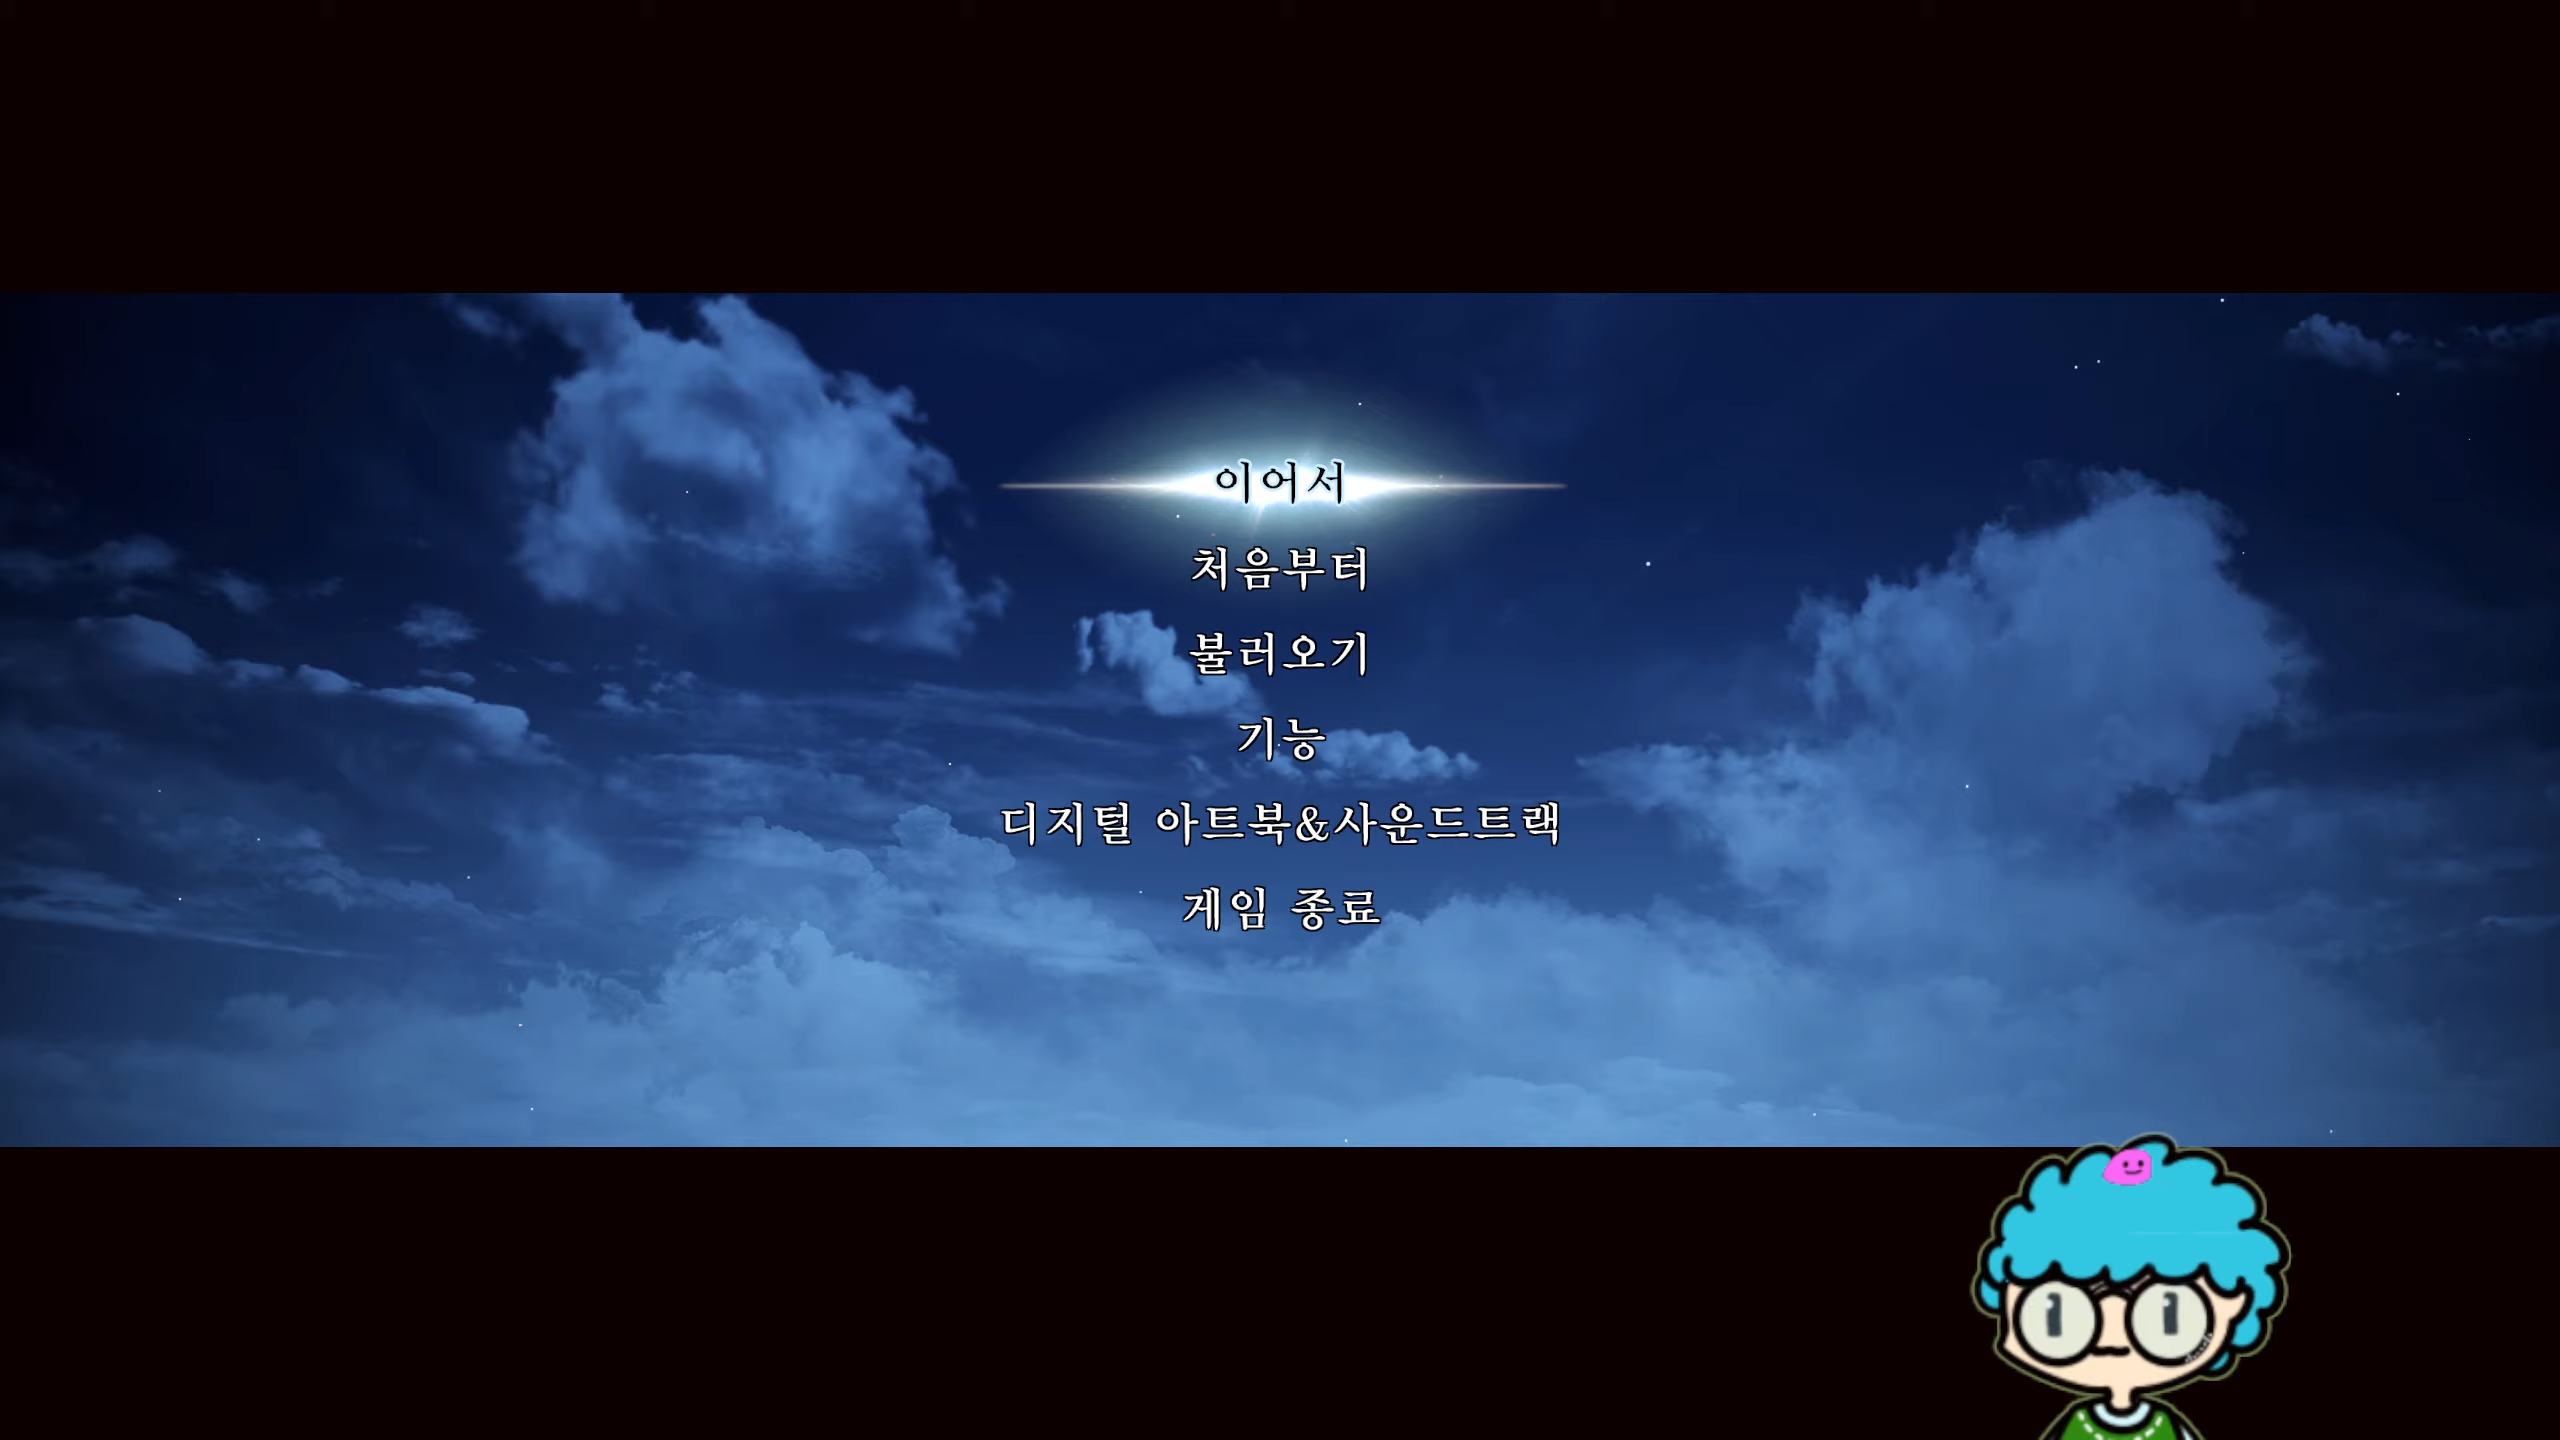 이어서
처음부터
불러오기
기능
디지털 아트북&사운드트랙
게임 종료